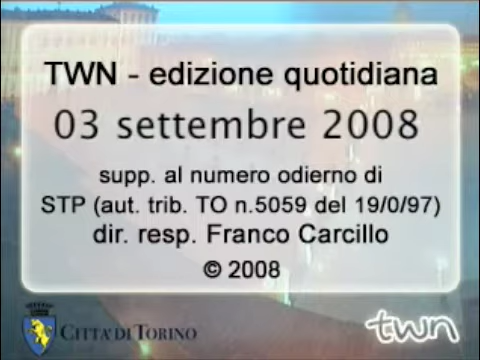 TWN - edizione quotidiana
03 settembre 2008
supp. al numero odierno di
STP (aut. trib. TO n.5059 del 19/0/97)
dir. resp. Franco Carcillo
© 2008
CITTA' DI TORINO
twn